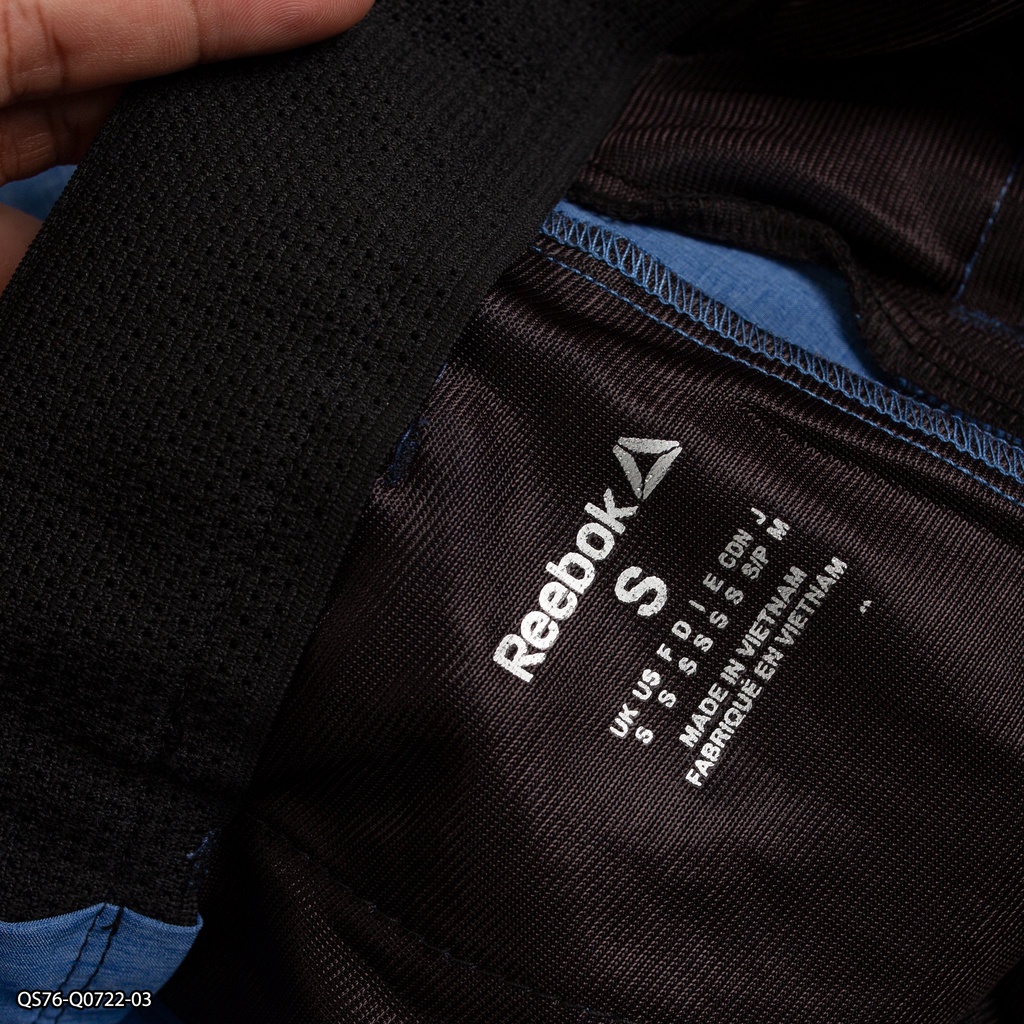 Reebok
S
UK US F D I E CDN J
S S S S S S S/P M
MADE IN VIETNAM
FABRIQUÉ EN VIETNAM
QS76-Q0722-03